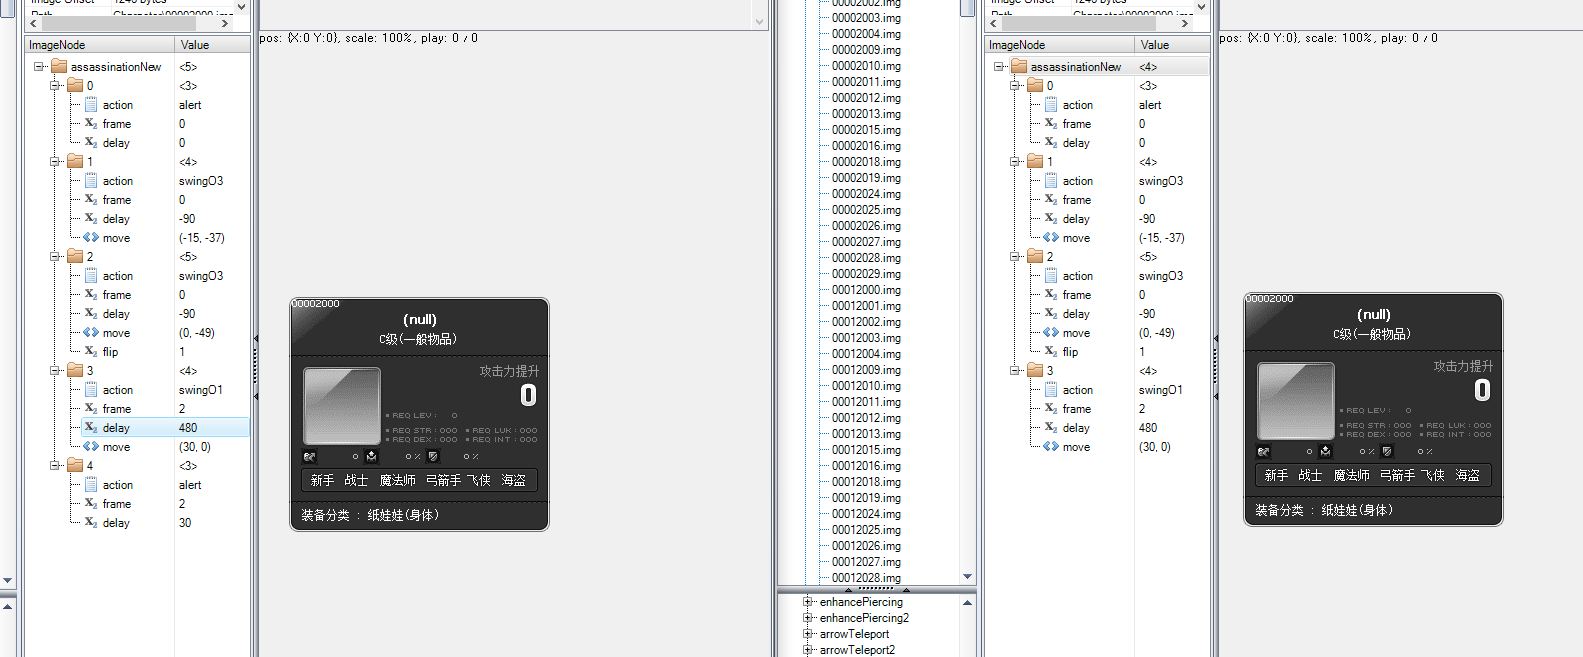 ImageNode Value
assassinationNew <5>
0 <3>
action alert
frame 0
delay 0
1 <4>
action swingO3
frame 0
delay -90
move (-15, -37)
2 <5>
action swingO3
frame 0
delay -90
move (0, -49)
flip 1
3 <4>
action swingO1
frame 2
delay 480
move (30, 0)
4 <3>
action alert
frame 2
delay 30
pos: {X:0 Y:0}, scale: 100%, play: 0 / 0
00002000
(null)
C级(一般物品)
攻击力提升
0
REQ LEV : 0
REQ STR : 000 REQ LUK : 000
REQ DEX : 000 REQ INT : 000
0 0 % 0 %
新手 战士 魔法师 弓箭手 飞侠 海盗
装备分类 : 纸娃娃(身体)
00002002.img
00002003.img
00002004.img
00002009.img
00002010.img
00002011.img
00002012.img
00002013.img
00002015.img
00002016.img
00002018.img
00002019.img
00002024.img
00002025.img
00002026.img
00002027.img
00002028.img
00002029.img
00012000.img
00012001.img
00012002.img
00012003.img
00012004.img
00012009.img
00012010.img
00012011.img
00012012.img
00012013.img
00012015.img
00012016.img
00012018.img
00012019.img
00012024.img
00012025.img
00012026.img
00012027.img
00012028.img
enhancePiercing
enhancePiercing2
arrowTeleport
arrowTeleport2
ImageNode Value
assassinationNew <4>
0 <3>
action alert
frame 0
delay 0
1 <4>
action swingO3
frame 0
delay -90
move (-15, -37)
2 <5>
action swingO3
frame 0
delay -90
move (0, -49)
flip 1
3 <4>
action swingO1
frame 2
delay 480
move (30, 0)
pos: {X:0 Y:0}, scale: 100%, play: 0 / 0
00002000
(null)
C级(一般物品)
攻击力提升
0
REQ LEV : 0
REQ STR : 000 REQ LUK : 000
REQ DEX : 000 REQ INT : 000
0 0 % 0 %
新手 战士 魔法师 弓箭手 飞侠 海盗
装备分类 : 纸娃娃(身体)